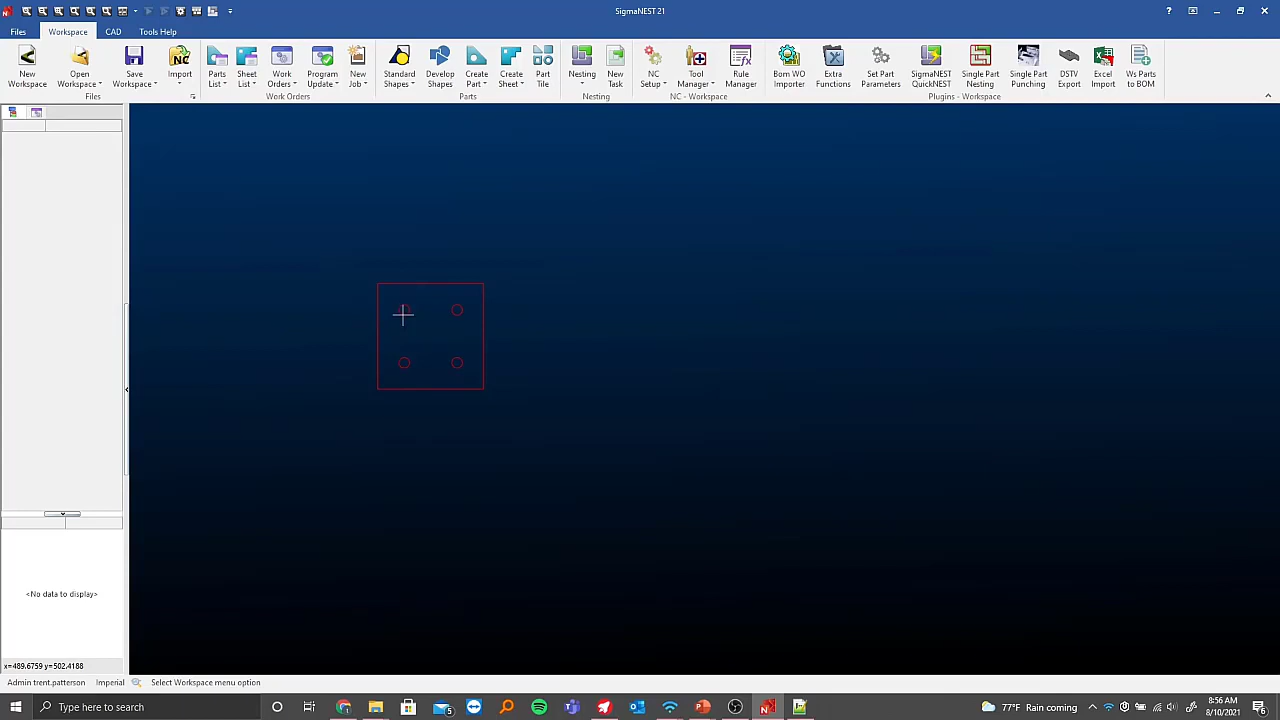 SigmaNEST 21
Files Workspace CAD Tools Help
New Workspace
Open Workspace
Save Workspace
Import
Parts List
Sheet List
Work Orders
Program Update
New Job
Standard Shapes
Develop Shapes
Create Part
Create Sheet
Part Tile
Nesting
New Task
NC Setup
Tool Manager
Rule Manager
Bom WO Importer
Extra Functions
Set Part Parameters
SigmaNEST QuickNEST
Single Part Nesting
Single Part Punching
DSTV Export
Excel Import
Ws Parts to BOM
Files Work Orders Parts Nesting NC - Workspace Plugins - Workspace
<No data to display>
x=489.6759 y=502.4188
Admin trent.patterson Imperial Select Workspace menu option
Type here to search
77°F Rain coming
8:56 AM
8/10/2021